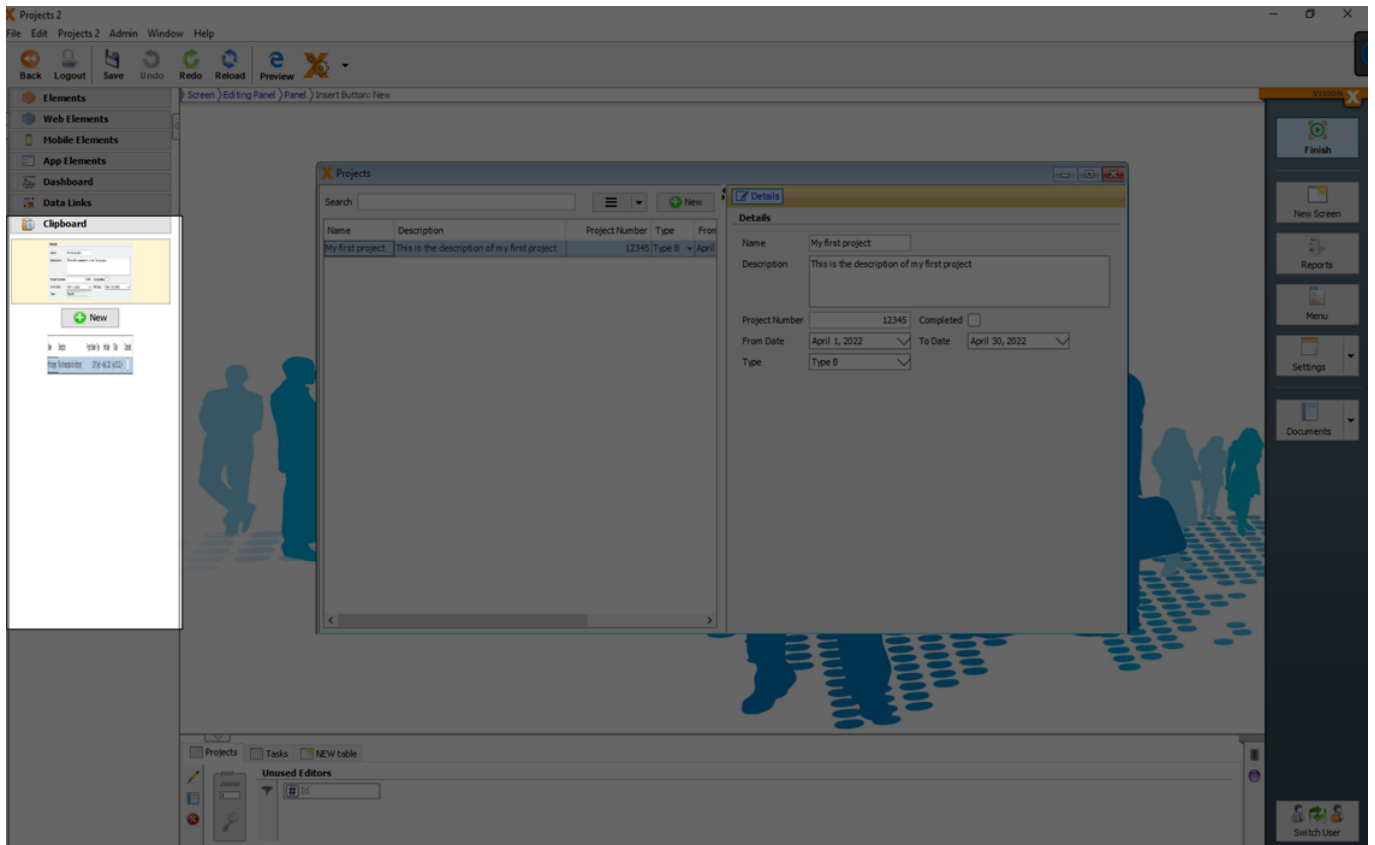 Projects 2
File Edit Projects 2 Admin Window Help
Back Logout Save Undo Redo Reload Preview
Elements
Web Elements
Mobile Elements
App Elements
Dashboard
Data Links
Clipboard
New
Screen Editing Panel Panel Insert Button: New
Projects
Search New
Name Description Project Number Type From
My first project This is the description of my first project 12345 Type B April
Details
Details
Name My first project
Description This is the description of my first project
Project Number 12345 Completed
From Date April 1, 2022 To Date April 30, 2022
Type Type B
VISION X
Finish
New Screen
Reports
Menu
Settings
Documents
Switch User
Projects Tasks NEW table
Unused Editors
# Id